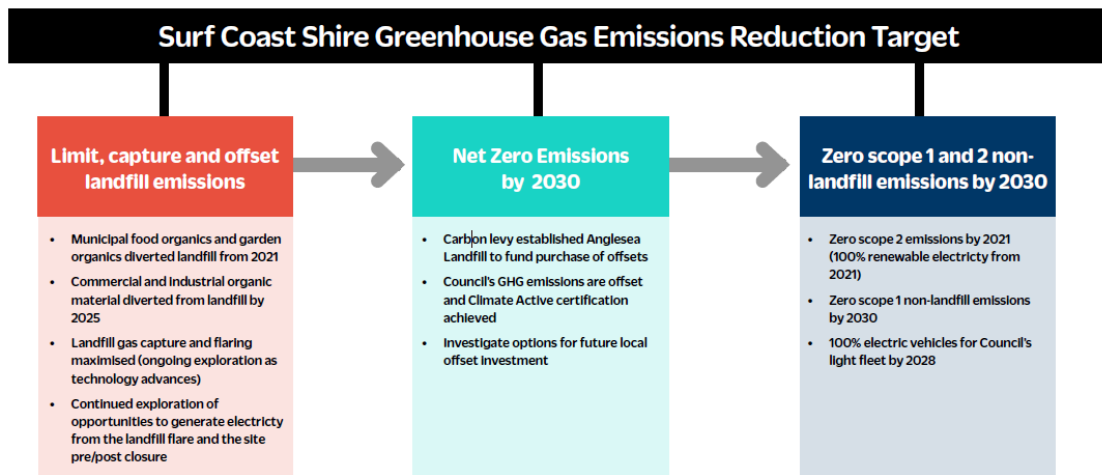 Surf Coast Shire Greenhouse Gas Emissions Reduction Target
Limit, capture and offset
landfill emissions
• Municipal food organics and garden
organics diverted landfill from 2021
• Commercial and industrial organic
material diverted from landfill by
2025
• Landfill gas capture and flaring
maximised (ongoing exploration as
technology advances)
• Continued exploration of
opportunities to generate electricty
from the landfill flare and the site
pre/post closure
Net Zero Emissions
by 2030
• Carbon levy established Anglesea
Landfill to fund purchase of offsets
• Council's GHG emissions are offset
and Climate Active certification
achieved
• Investigate options for future local
offset investment
Zero scope 1 and 2 non-
landfill emissions by 2030
• Zero scope 2 emissions by 2021
(100% renewable electricty from
2021)
• Zero scope 1 non-landfill emissions
by 2030
• 100% electric vehicles for Council's
light fleet by 2028